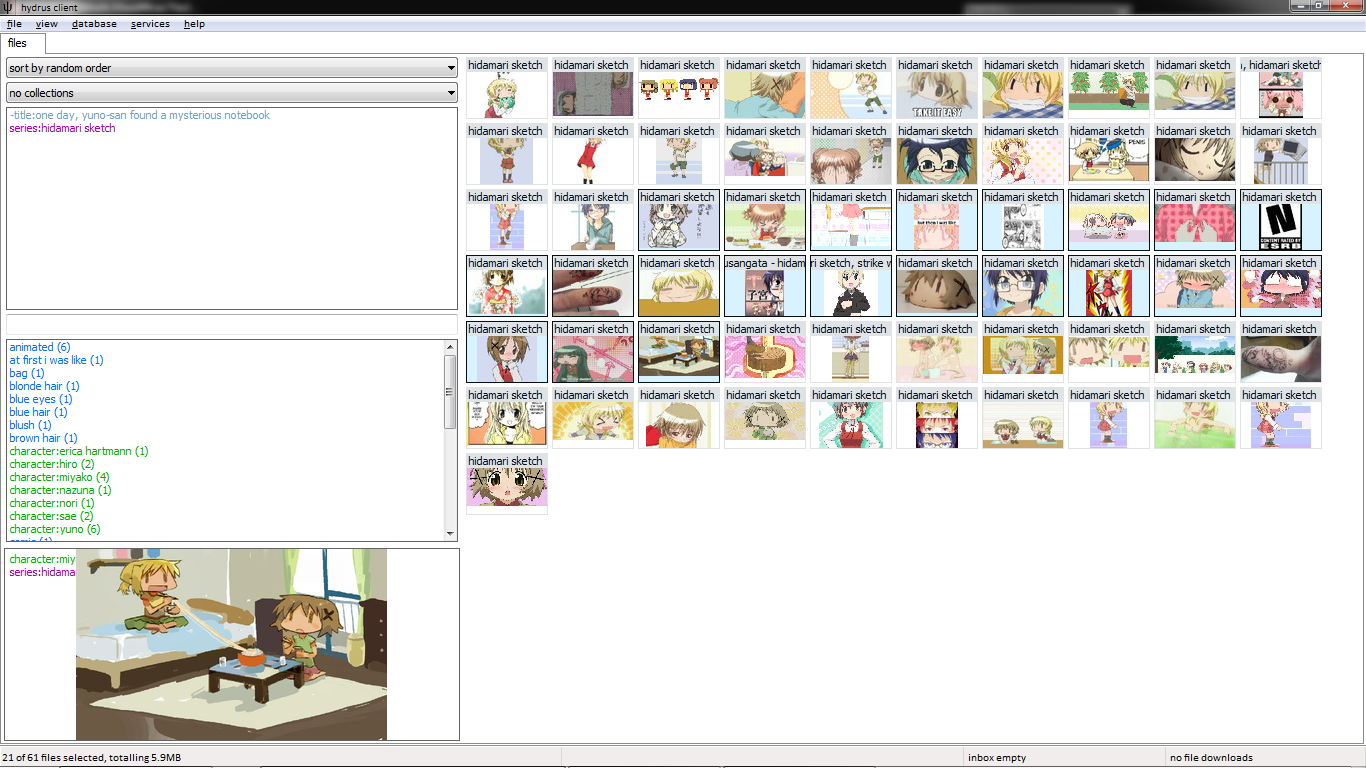 hydrus client
file view database services help
files
sort by random order
no collections
-title:one day, yuno-san found a mysterious notebook
series:hidamari sketch
animated (6)
at first i was like (1)
bag (1)
blonde hair (1)
blue eyes (1)
blue hair (1)
blush (1)
brown hair (1)
character:erica hartmann (1)
character:hiro (2)
character:miyako (4)
character:nazuna (1)
character:nori (1)
character:sae (2)
character:yuno (6)
character:miy
series:hidama
hidamari sketch hidamari sketch hidamari sketch hidamari sketch hidamari sketch hidamari sketch hidamari sketch hidamari sketch hidamari sketch , hidamari sketch
TAKE IT EASY
hidamari sketch hidamari sketch hidamari sketch hidamari sketch hidamari sketch hidamari sketch hidamari sketch hidamari sketch hidamari sketch hidamari sketch
PENIS
hidamari sketch hidamari sketch hidamari sketch hidamari sketch hidamari sketch hidamari sketch hidamari sketch hidamari sketch hidamari sketch hidamari sketch
but then I was like
CONTENT RATED BY
ESRB
hidamari sketch hidamari sketch hidamari sketch usangata - hidam ri sketch, strike w hidamari sketch hidamari sketch hidamari sketch hidamari sketch hidamari sketch
子宮
hidamari sketch hidamari sketch hidamari sketch hidamari sketch hidamari sketch hidamari sketch hidamari sketch hidamari sketch hidamari sketch hidamari sketch
hidamari sketch hidamari sketch hidamari sketch hidamari sketch hidamari sketch hidamari sketch hidamari sketch hidamari sketch hidamari sketch hidamari sketch
hidamari sketch
21 of 61 files selected, totalling 5.9MB
inbox empty
no file downloads